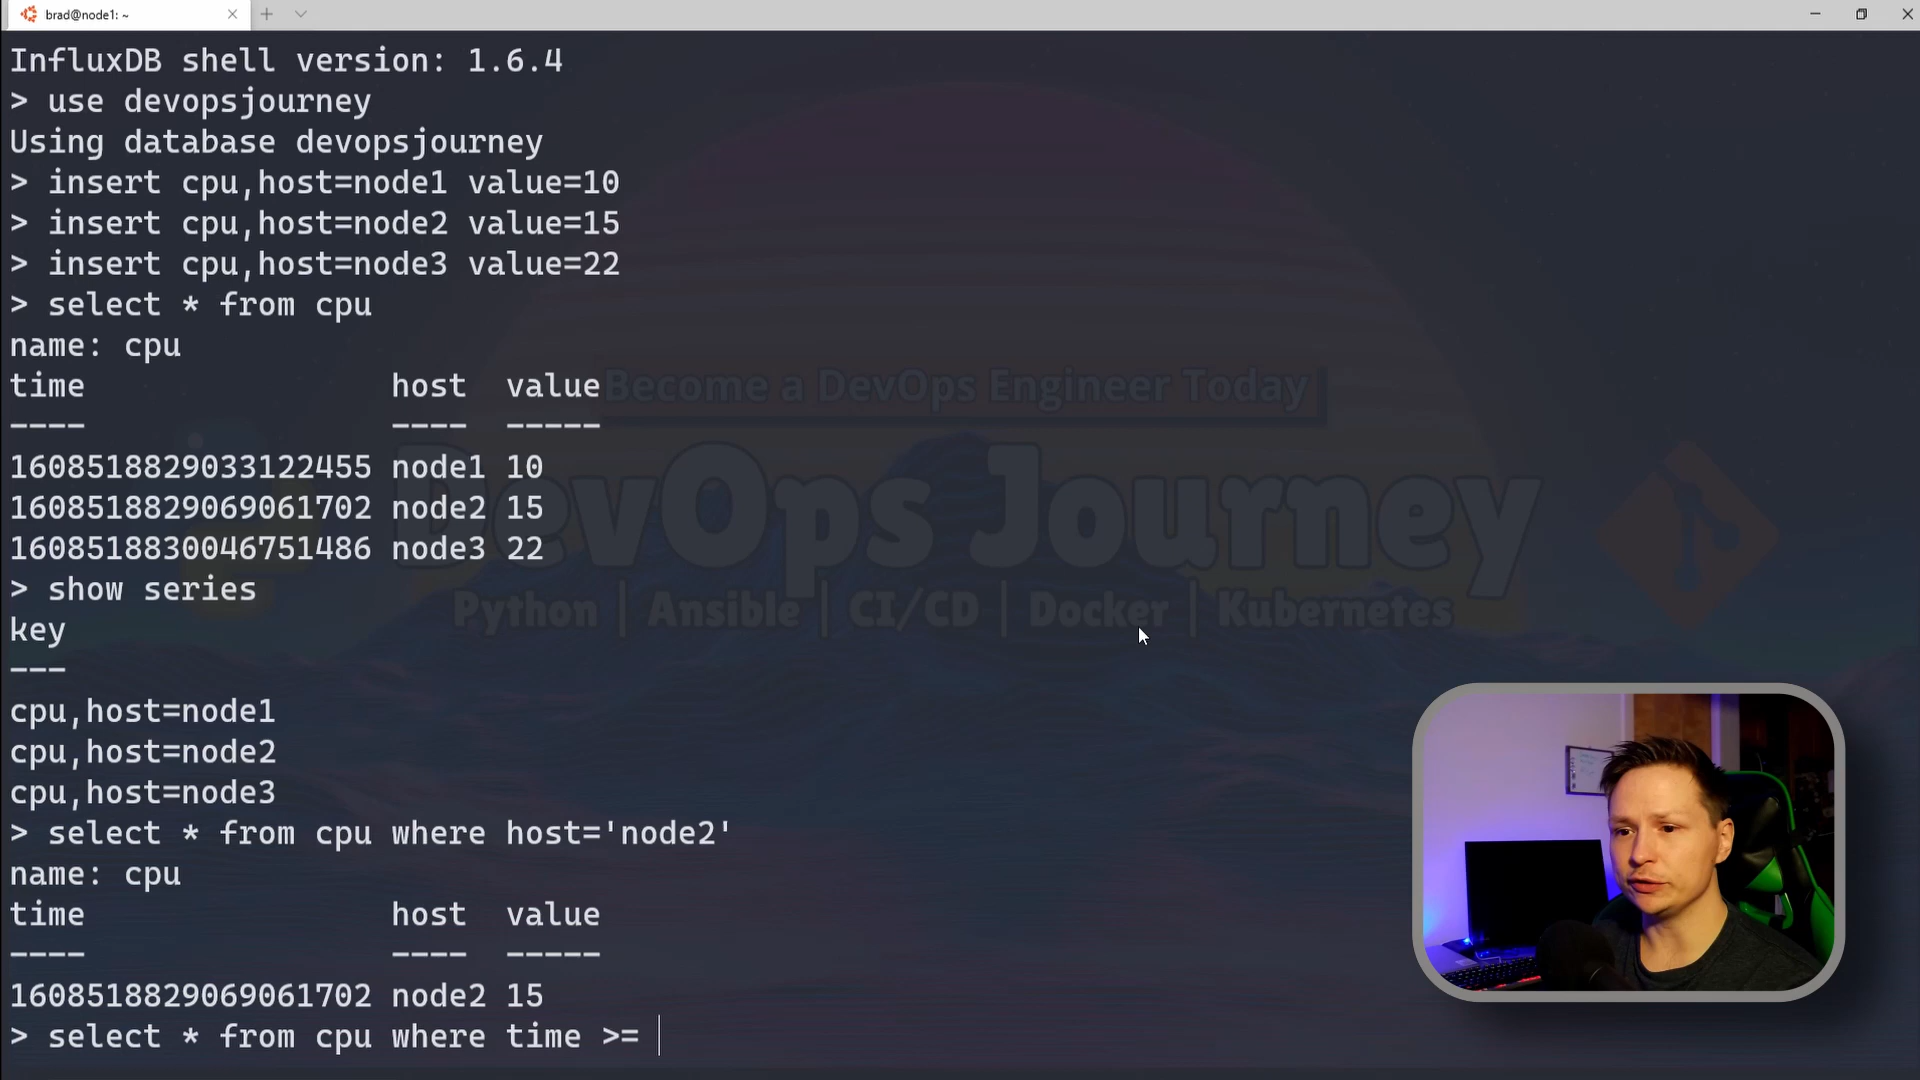 brad@node1: ~
InfluxDB shell version: 1.6.4
> use devopsjourney
Using database devopsjourney
> insert cpu,host=node1 value=10
> insert cpu,host=node2 value=15
> insert cpu,host=node3 value=22
> select * from cpu
name: cpu
time host value
---- ---- -----
1608518829033122455 node1 10
1608518829069061702 node2 15
1608518830046751486 node3 22
> show series
key
---
cpu,host=node1
cpu,host=node2
cpu,host=node3
> select * from cpu where host='node2'
name: cpu
time host value
---- ---- -----
1608518829069061702 node2 15
> select * from cpu where time >=
Become a DevOps Engineer Today
DevOps Journey
Python | Ansible | CI/CD | Docker | Kubernetes